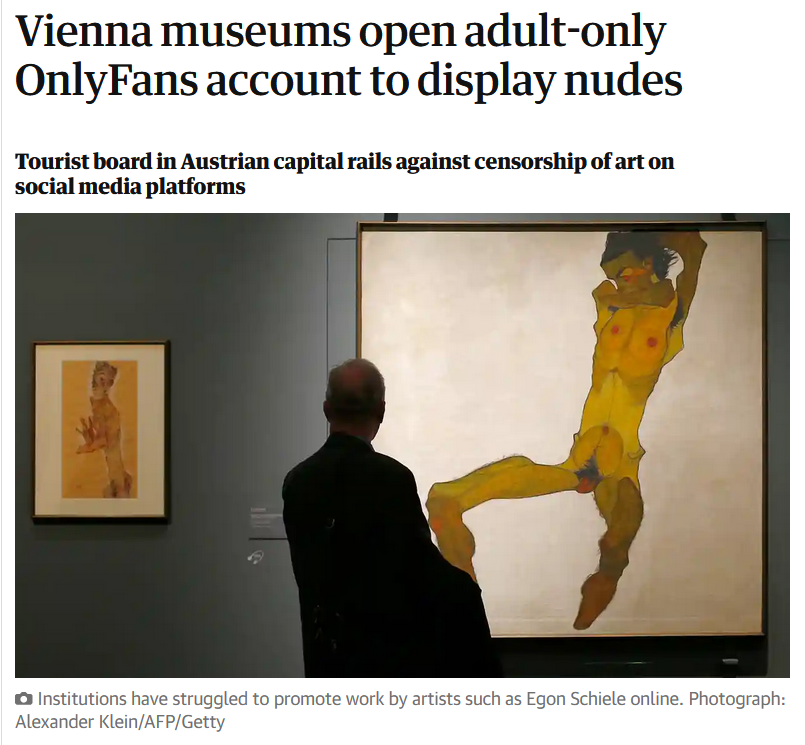 Vienna museums open adult-only
OnlyFans account to display nudes
Tourist board in Austrian capital rails against censorship of art on
social media platforms
Institutions have struggled to promote work by artists such as Egon Schiele online. Photograph:
Alexander Klein/AFP/Getty